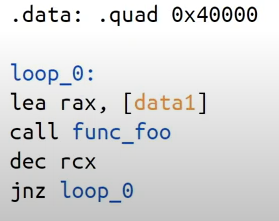 .data: .quad 0x40000
loop_0:
lea rax, [data1]
call func_foo
dec rcx
jnz loop_0